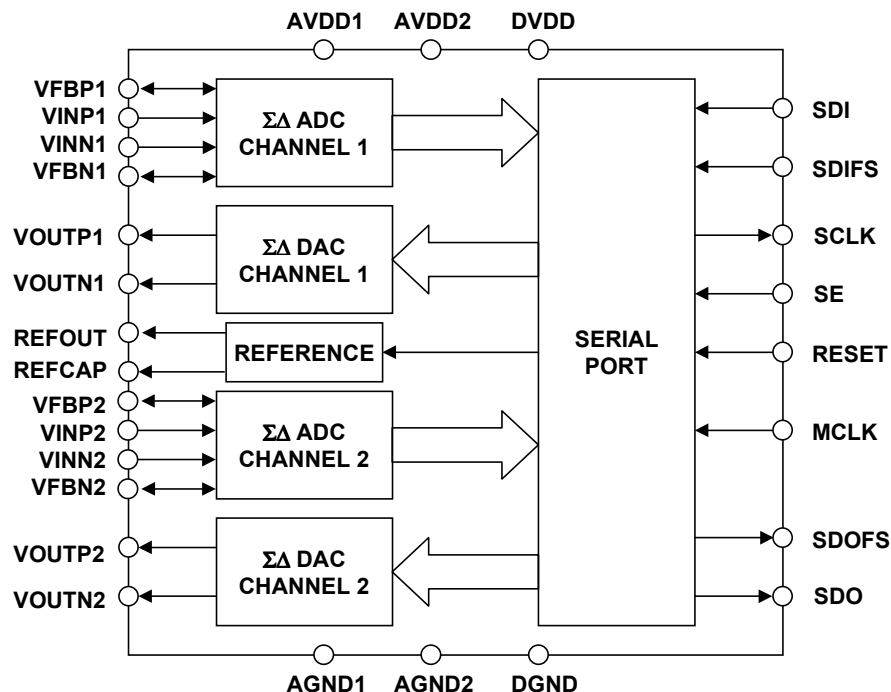 AVDD1 AVDD2 DVDD
VFBP1
VINP1
VINN1
VFBN1
ΣΔ ADC
CHANNEL 1
VOUTP1
VOUTN1
ΣΔ DAC
CHANNEL 1
REFOUT
REFCAP
REFERENCE
VFBP2
VINP2
VINN2
VFBN2
ΣΔ ADC
CHANNEL 2
VOUTP2
VOUTN2
ΣΔ DAC
CHANNEL 2
SERIAL
PORT
SDI
SDIFS
SCLK
SE
RESET
MCLK
SDOFS
SDO
AGND1 AGND2 DGND